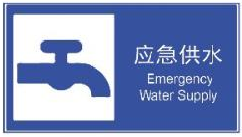 应急供水
Emergency
Water Supply